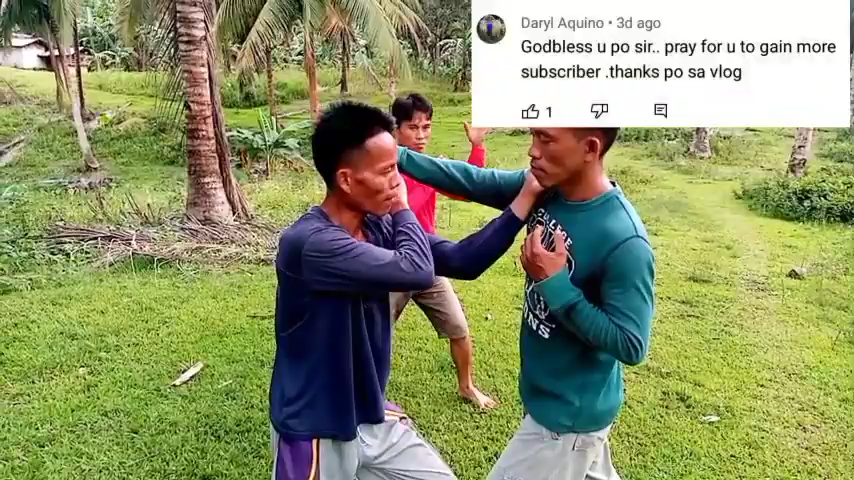 Daryl Aquino • 3d ago
Godbless u po sir.. pray for u to gain more
subscriber .thanks po sa vlog
1